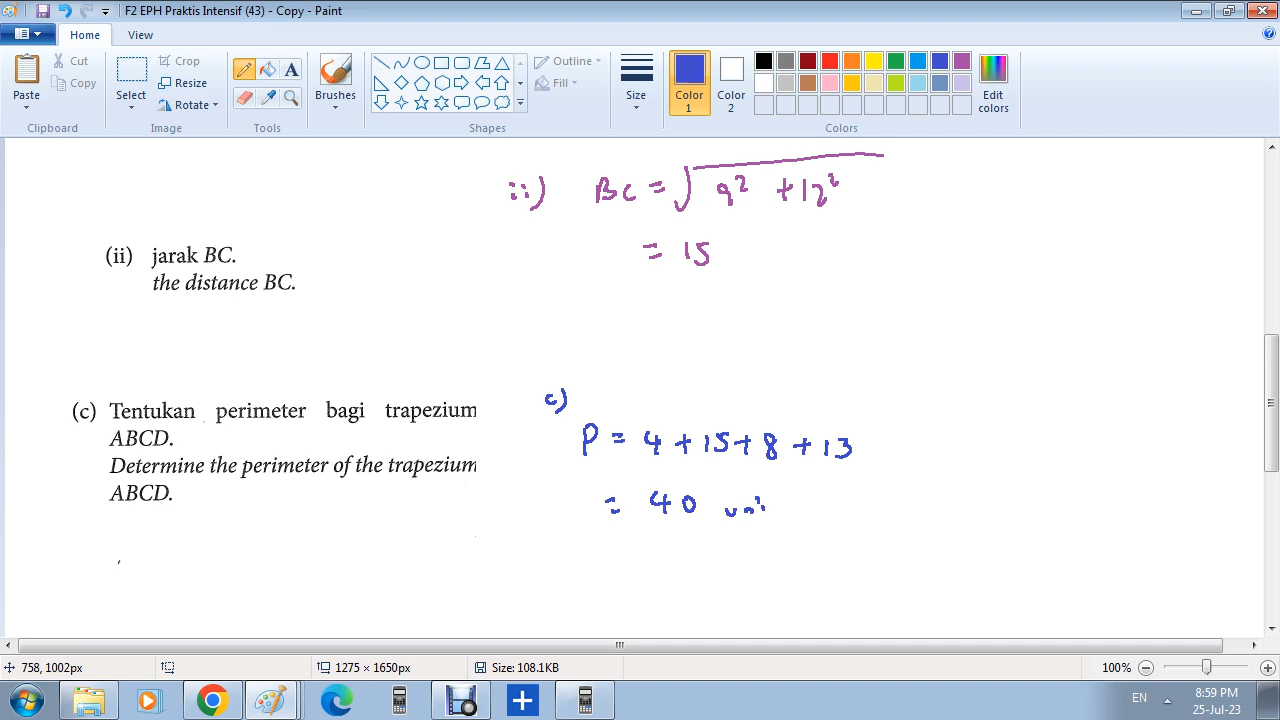 F2 EPH Praktis Intensif (43) - Copy - Paint
Home View
Paste Cut Copy Select Crop Resize Rotate Brushes Outline Fill Size Color 1 Color 2 Edit colors
Clipboard Image Tools Shapes Colors
ii) BC = √9² + 12²
= 15
(ii) jarak BC.
the distance BC.
c)
(c) Tentukan perimeter bagi trapezium
ABCD.
P = 4 + 15 + 8 + 13
Determine the perimeter of the trapezium
ABCD.
= 40 uni
758, 1002px 1275 × 1650px Size: 108.1KB 100%
EN 8:59 PM
25-Jul-23